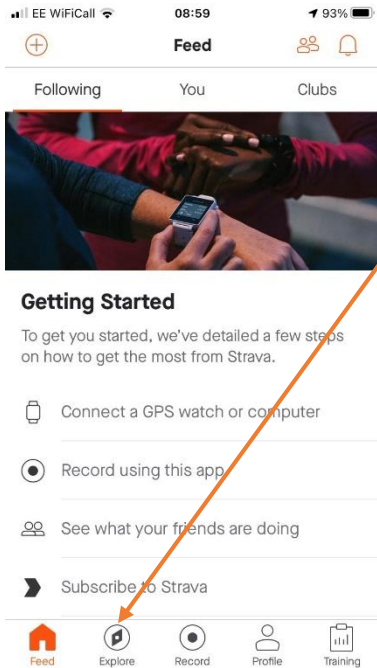 EE WiFiCall 08:59 93%
Feed
Following You Clubs
Getting Started
To get you started, we've detailed a few steps
on how to get the most from Strava.
Connect a GPS watch or computer
Record using this app
See what your friends are doing
Subscribe to Strava
Feed Explore Record Profile Training